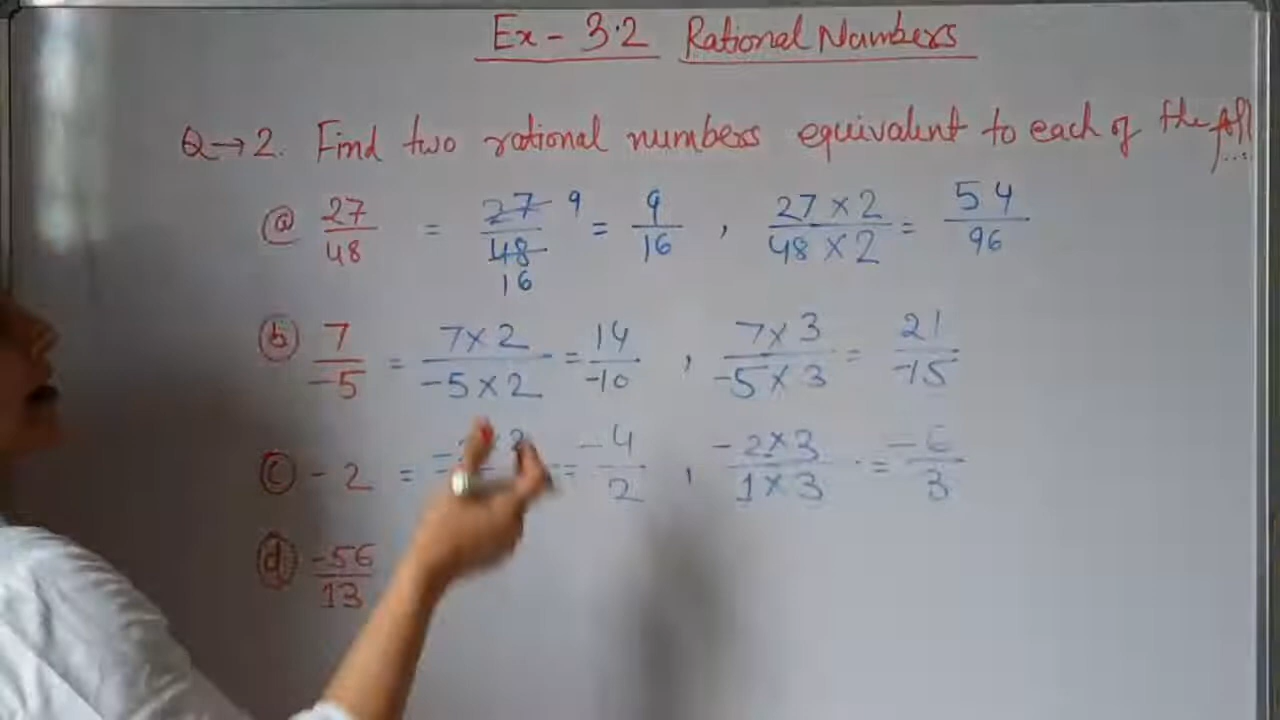 Ex - 3.2 Rational Numbers
Q→2. Find two rational numbers equivalent to each of the
ⓐ 27/48 = 27/48 9 16 = 9/16 , 27×2/48×2 = 54/96
ⓑ 7/-5 = 7×2/-5×2 = 14/-10 , 7×3/-5×3 = 21/-15
ⓒ -2 = = -4/2 , -2×3/1×3 = -6/3
ⓓ -56/13